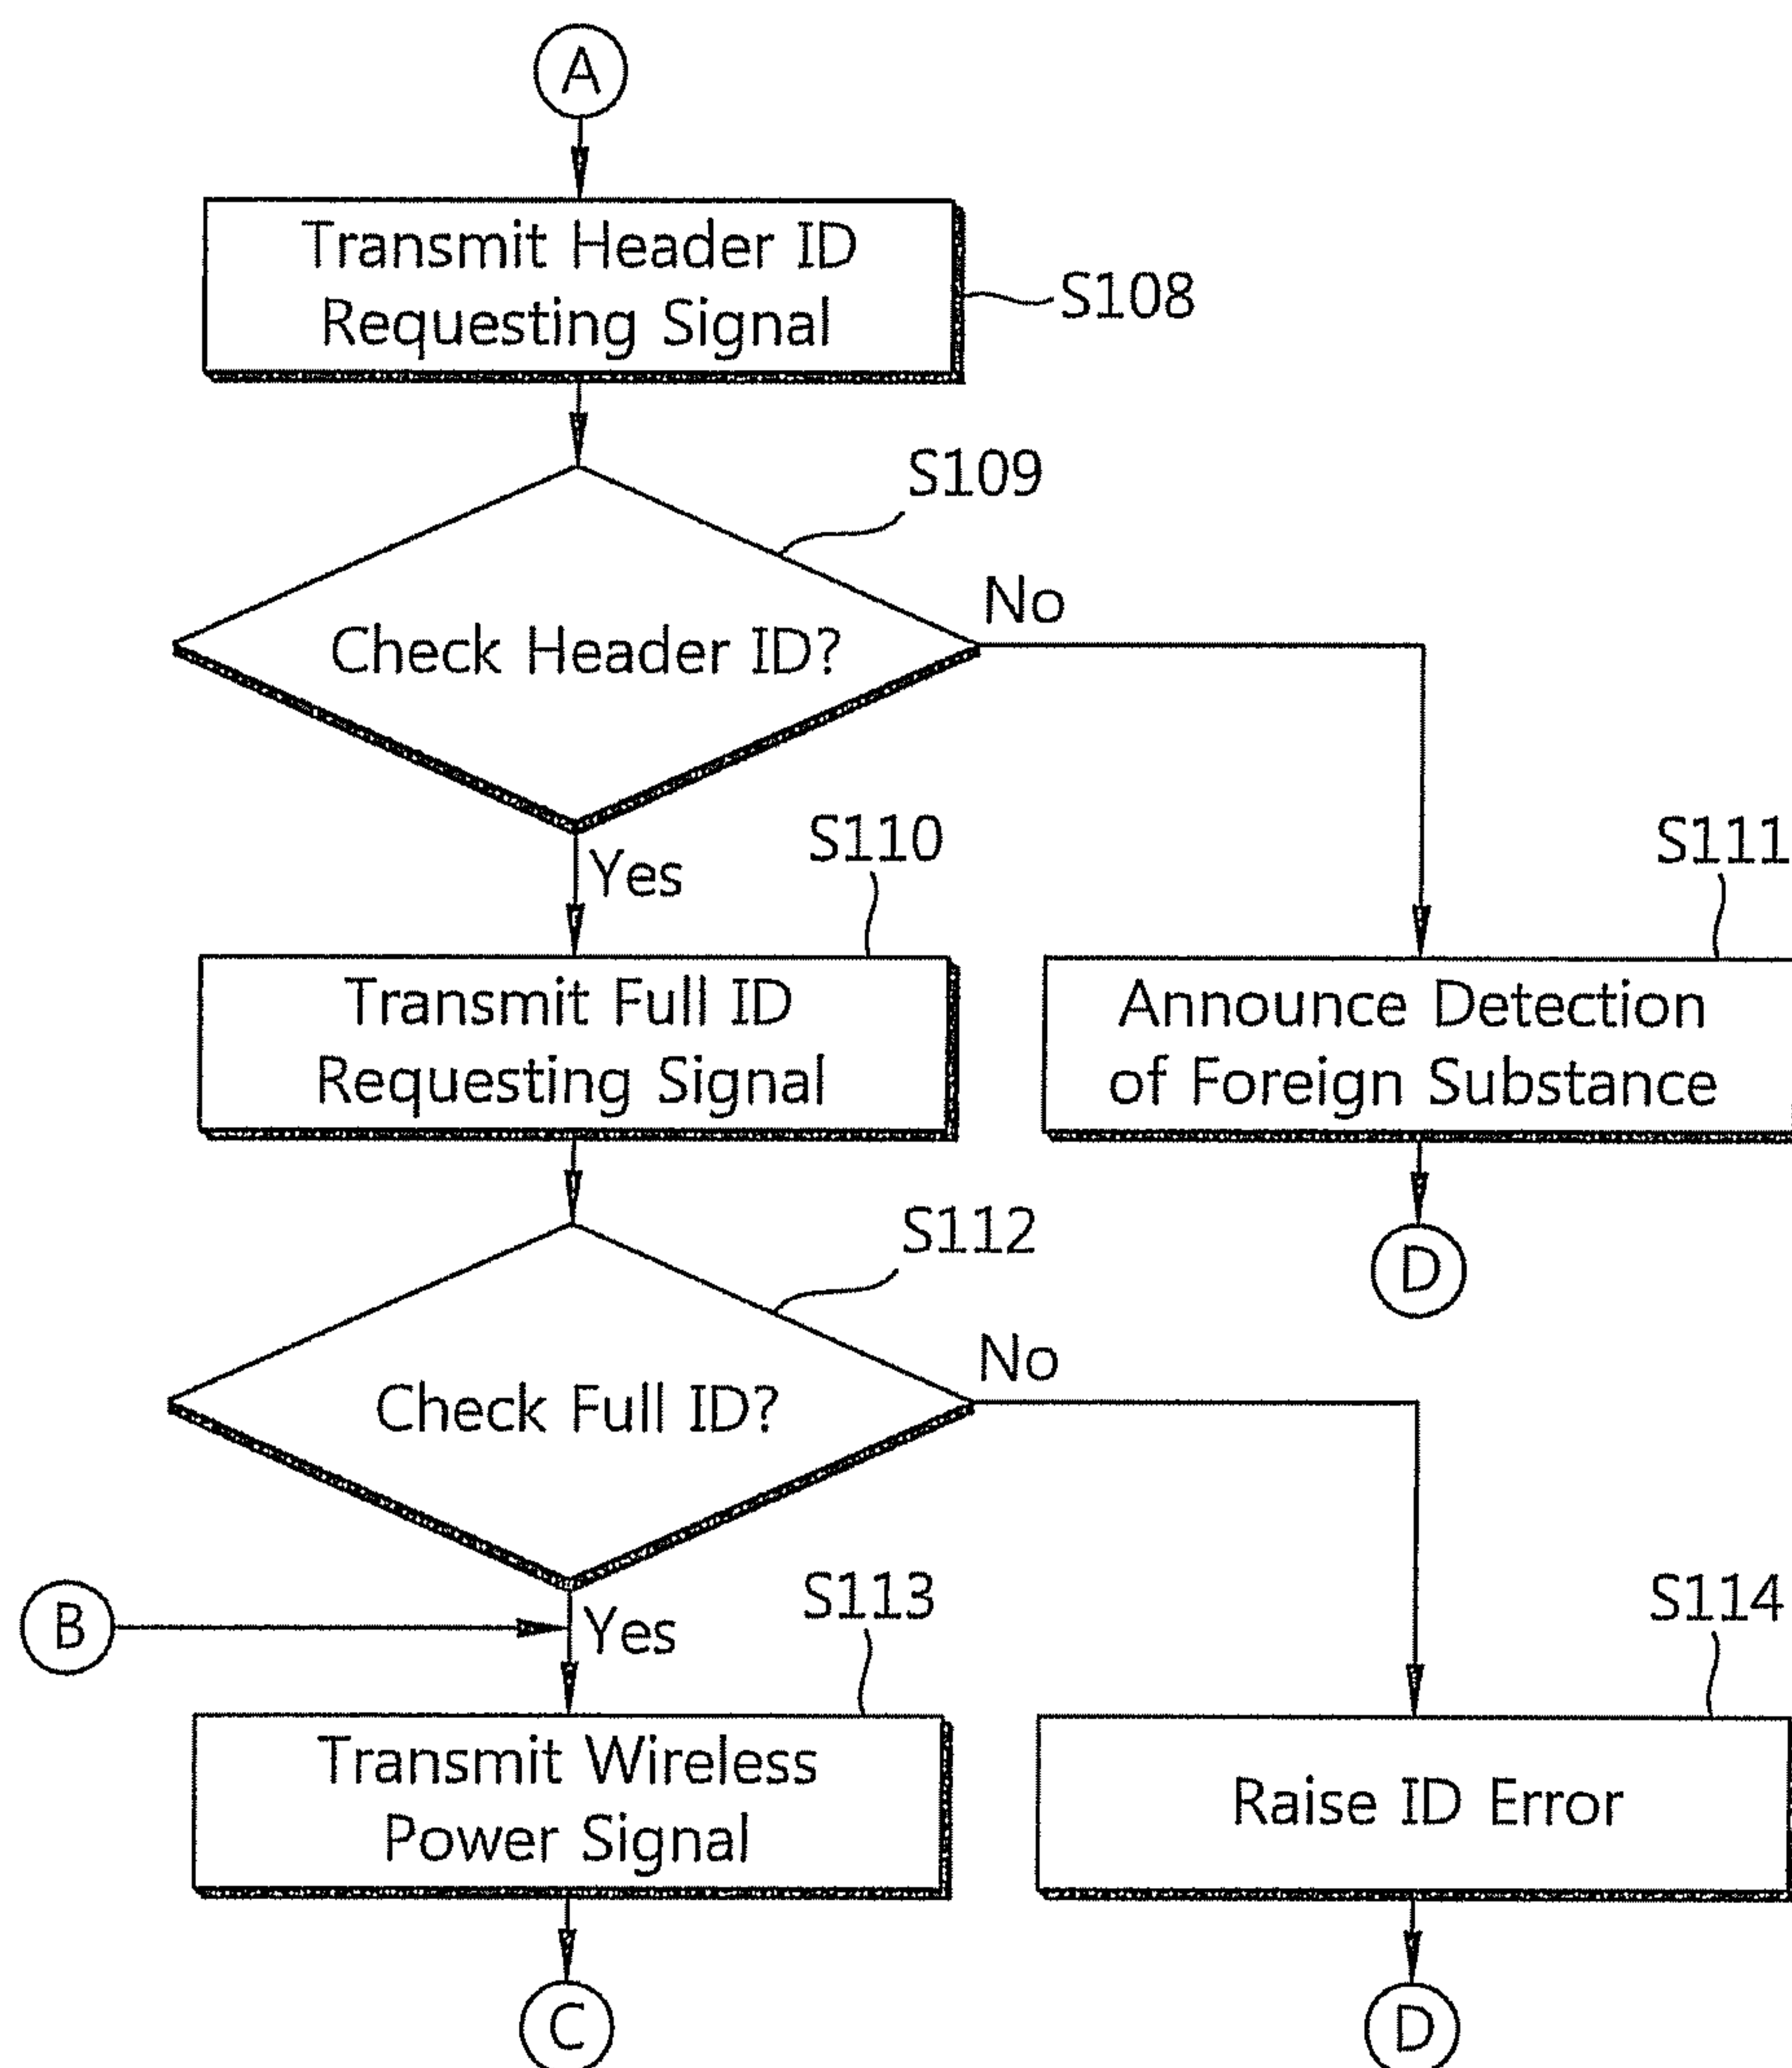 A
Transmit Header ID
Requesting Signal
S108
S109
Check Header ID?
No
Yes
S110
S111
Transmit Full ID
Requesting Signal
Announce Detection
of Foreign Substance
D
S112
Check Full ID?
No
B
Yes
S113
S114
Transmit Wireless
Power Signal
Raise ID Error
C
D